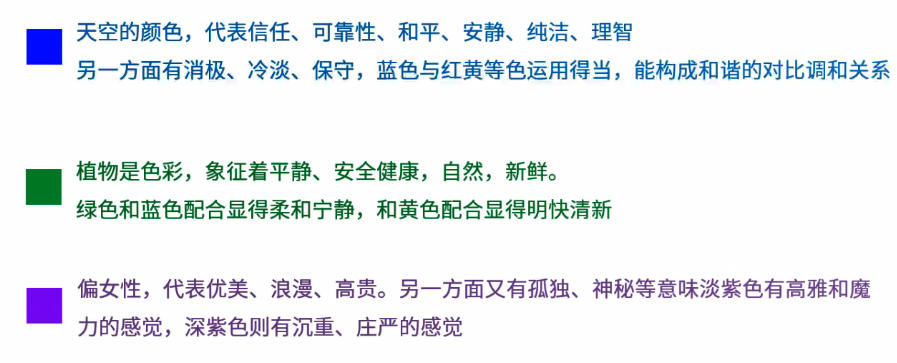 天空的颜色，代表信任、可靠性、和平、安静、纯洁、理智
另一方面有消极、冷淡、保守，蓝色与红黄等色运用得当，能构成和谐的对比调和关系
植物是色彩，象征着平静、安全健康，自然，新鲜。
绿色和蓝色配合显得柔和宁静，和黄色配合显得明快清新
偏女性，代表优美、浪漫、高贵。另一方面又有孤独、神秘等意味淡紫色有高雅和魔
力的感觉，深紫色则有沉重、庄严的感觉